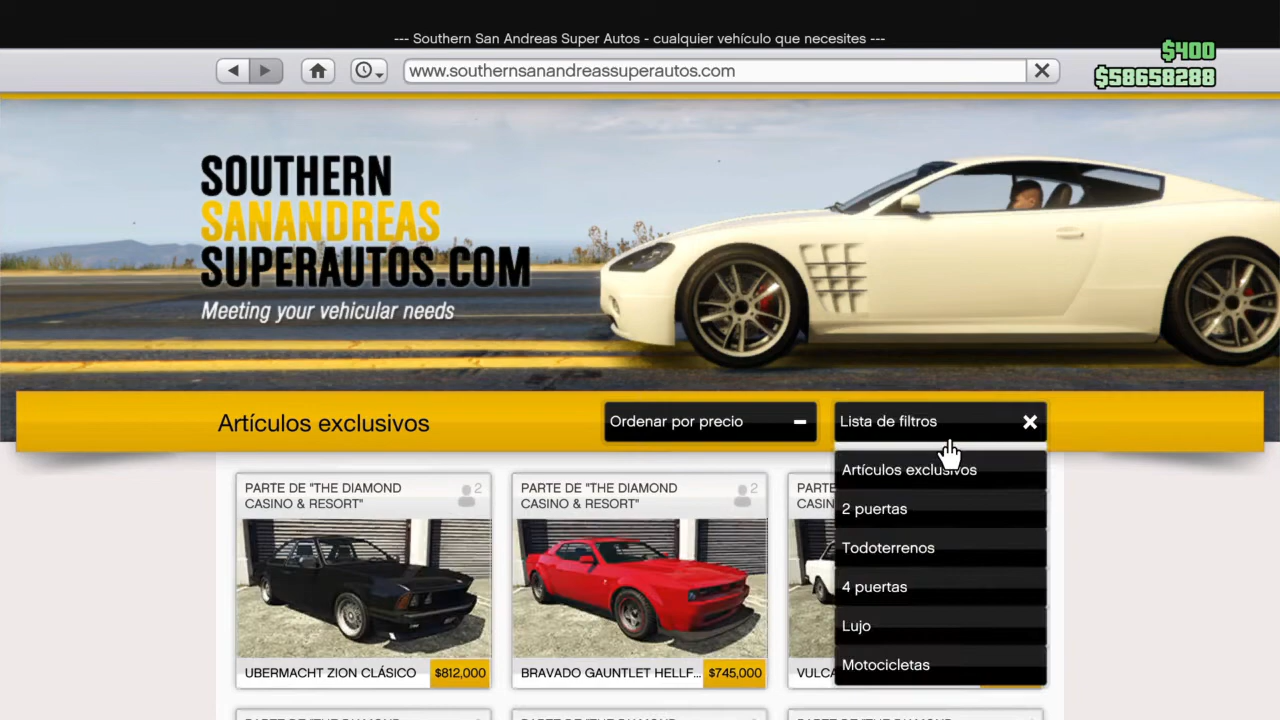 --- Southern San Andreas Super Autos - cualquier vehículo que necesites ---
$400
www.southernsanandreassuperautos.com
$58658288
SOUTHERN
SANANDREAS
SUPERAUTOS.COM
Meeting your vehicular needs
Artículos exclusivos
Ordenar por precio
Lista de filtros
Artículos exclusivos
2 puertas
Todoterrenos
4 puertas
Lujo
Motocicletas
PARTE DE "THE DIAMOND
CASINO & RESORT"
2
UBERMACHT ZION CLÁSICO
$812,000
PARTE DE "THE DIAMOND
CASINO & RESORT"
2
BRAVADO GAUNTLET HELLF...
$745,000
PARTE
CASIN
VULCA